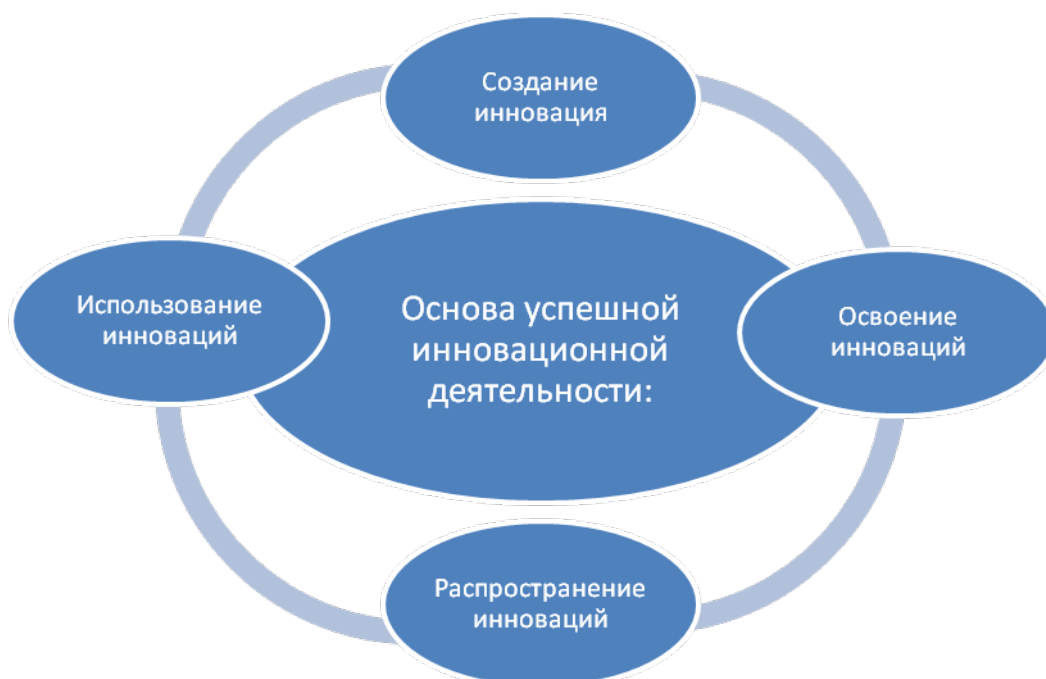 Создание
инновация
Использование
инноваций
Основа успешной
инновационной
деятельности:
Освоение
инноваций
Распространение
инноваций